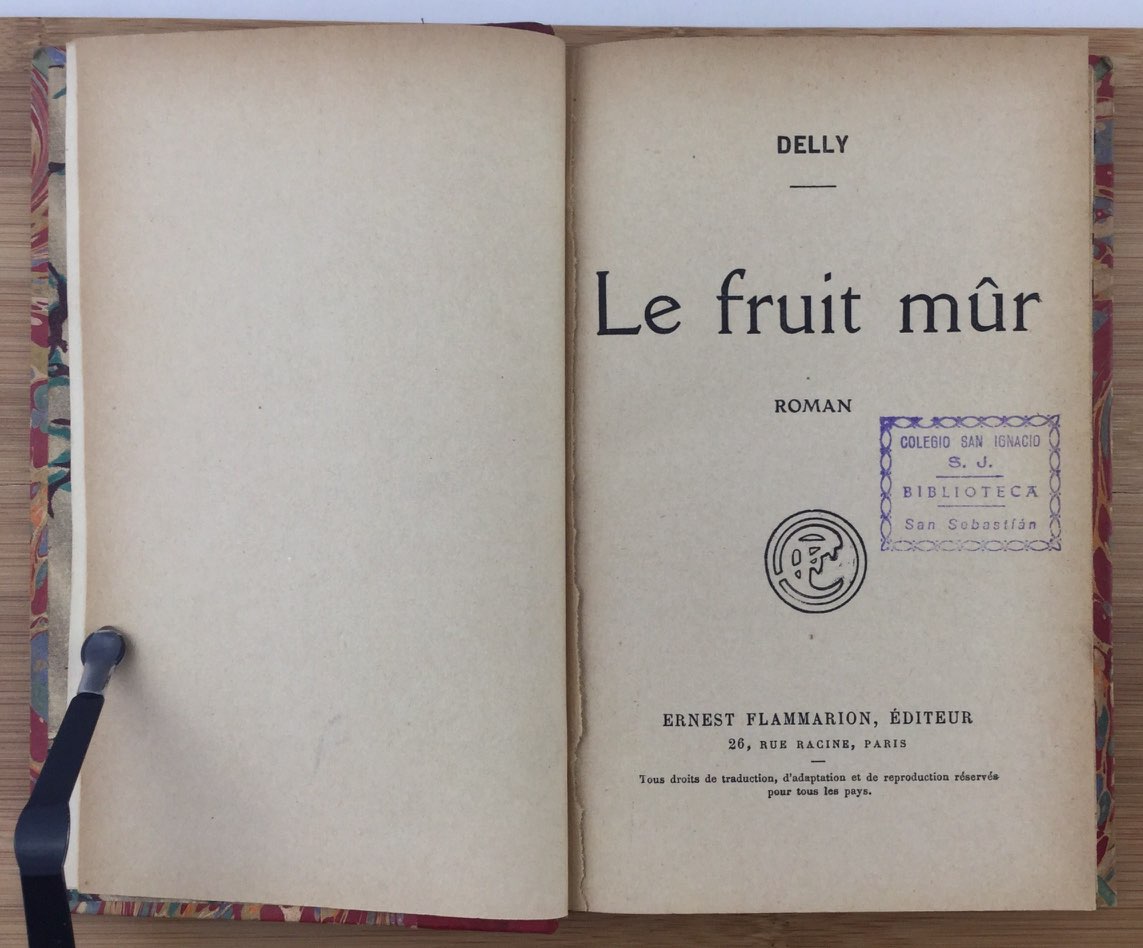 DELLY
Le fruit mûr
ROMAN
COLEGIO SAN IGNACIO
S. J.
BIBLIOTECA
San Sebastián
ERNEST FLAMMARION, ÉDITEUR
26, RUE RACINE, PARIS
Tous droits de traduction, d'adaptation et de reproduction réservés
pour tous les pays.